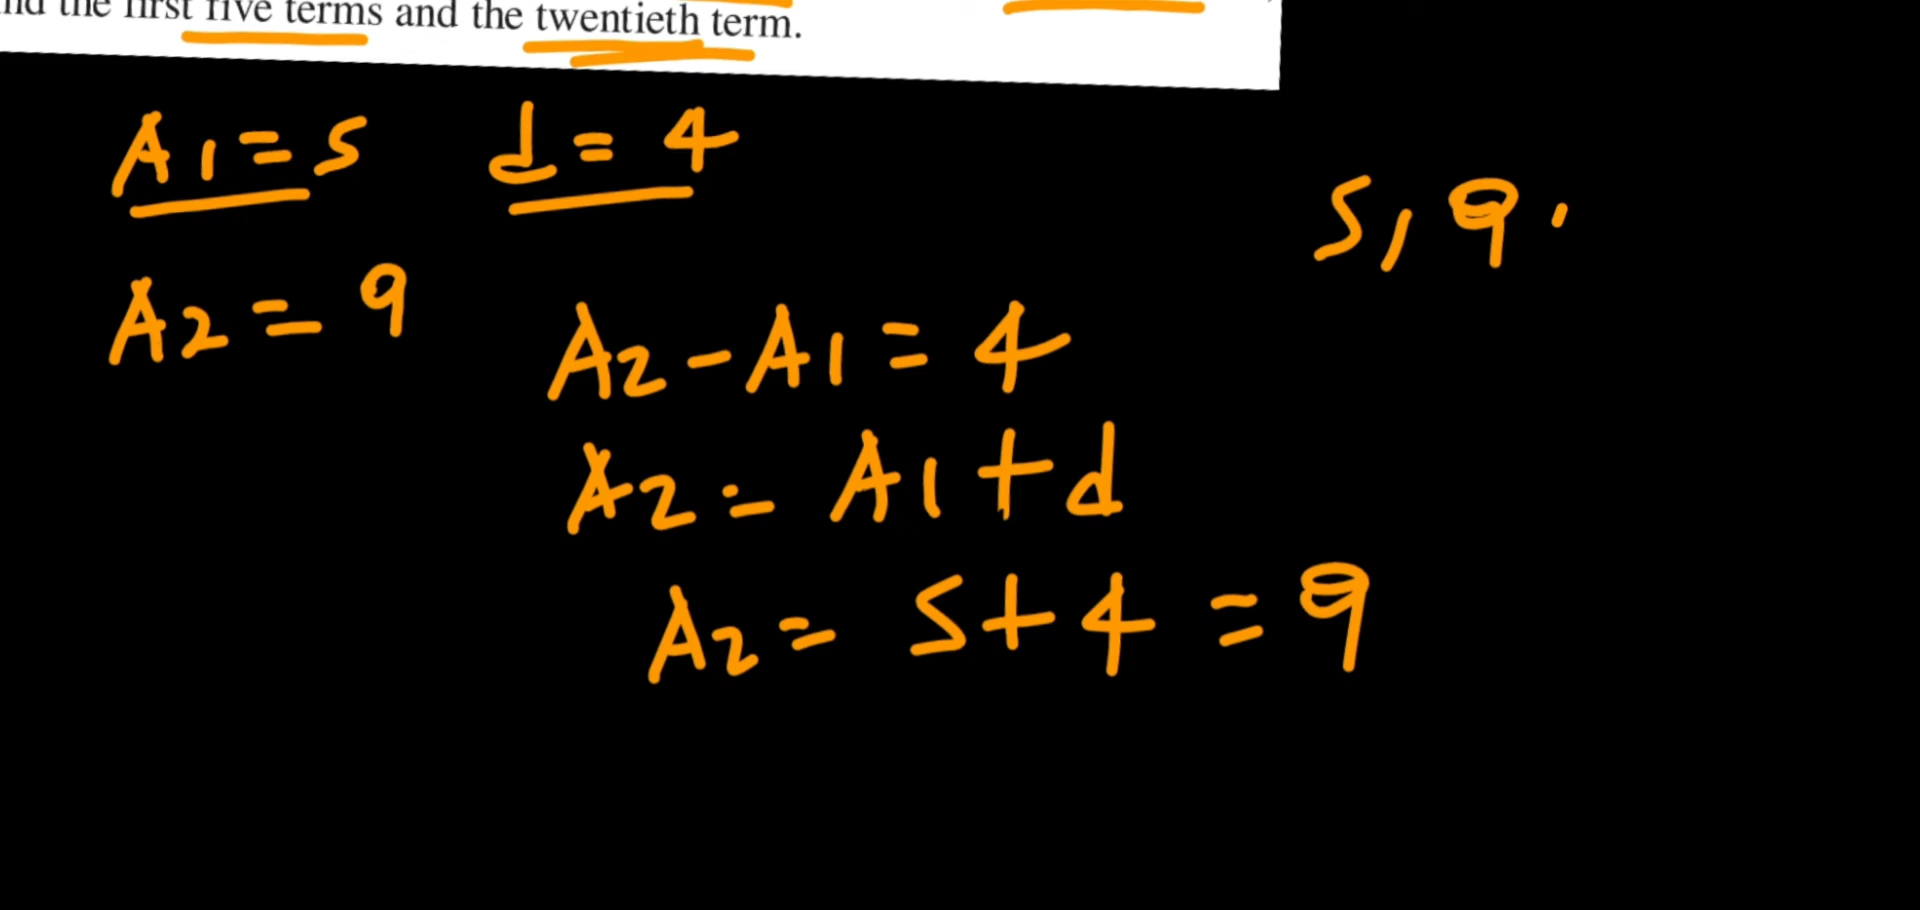 the first five terms and the twentieth term.
A1 = 5 d = 4
5, 9.
A2 = 9
A2 - A1 = 4
A2 = A1 + d
A2 = 5 + 4 = 9